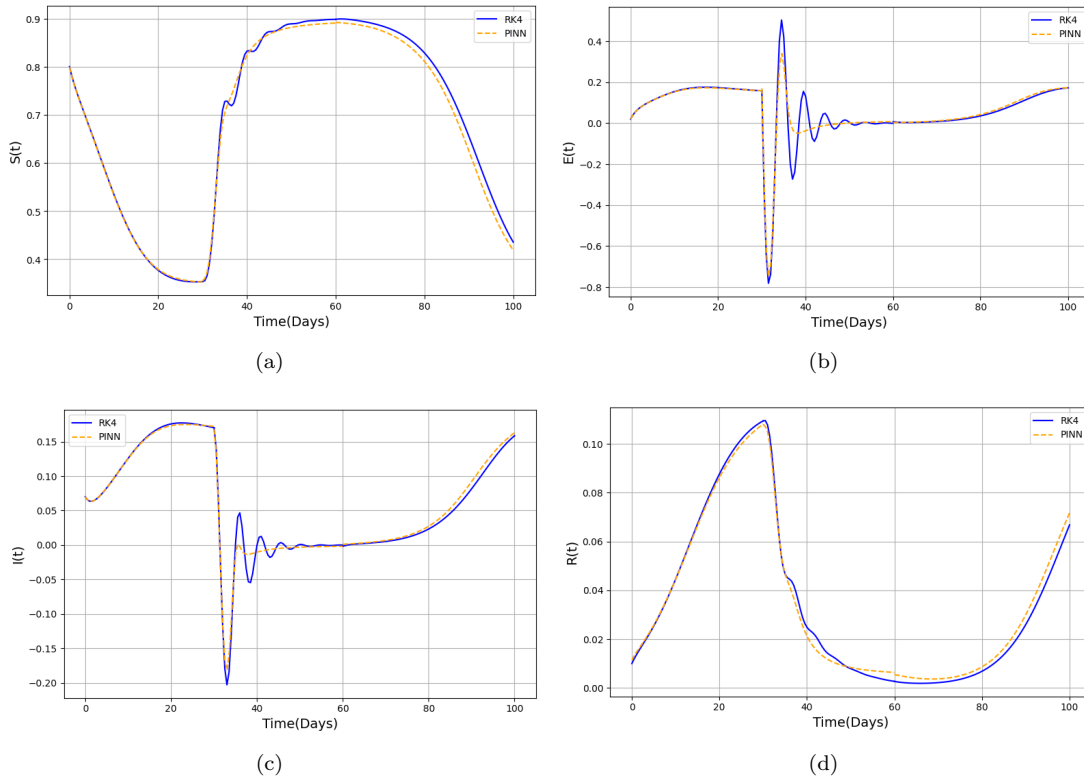 0.9
0.8
0.7
0.6
0.5
0.4
S(t)
RK4
PINN
0 20 40 60 80 100
Time(Days)
(a)
0.4
0.2
0.0
−0.2
−0.4
−0.6
−0.8
E(t)
RK4
PINN
0 20 40 60 80 100
Time(Days)
(b)
RK4
PINN
0.15
0.10
0.05
0.00
−0.05
−0.10
−0.15
−0.20
I(t)
0 20 40 60 80 100
Time(Days)
(c)
0.10
0.08
0.06
0.04
0.02
0.00
R(t)
RK4
PINN
0 20 40 60 80 100
Time(Days)
(d)